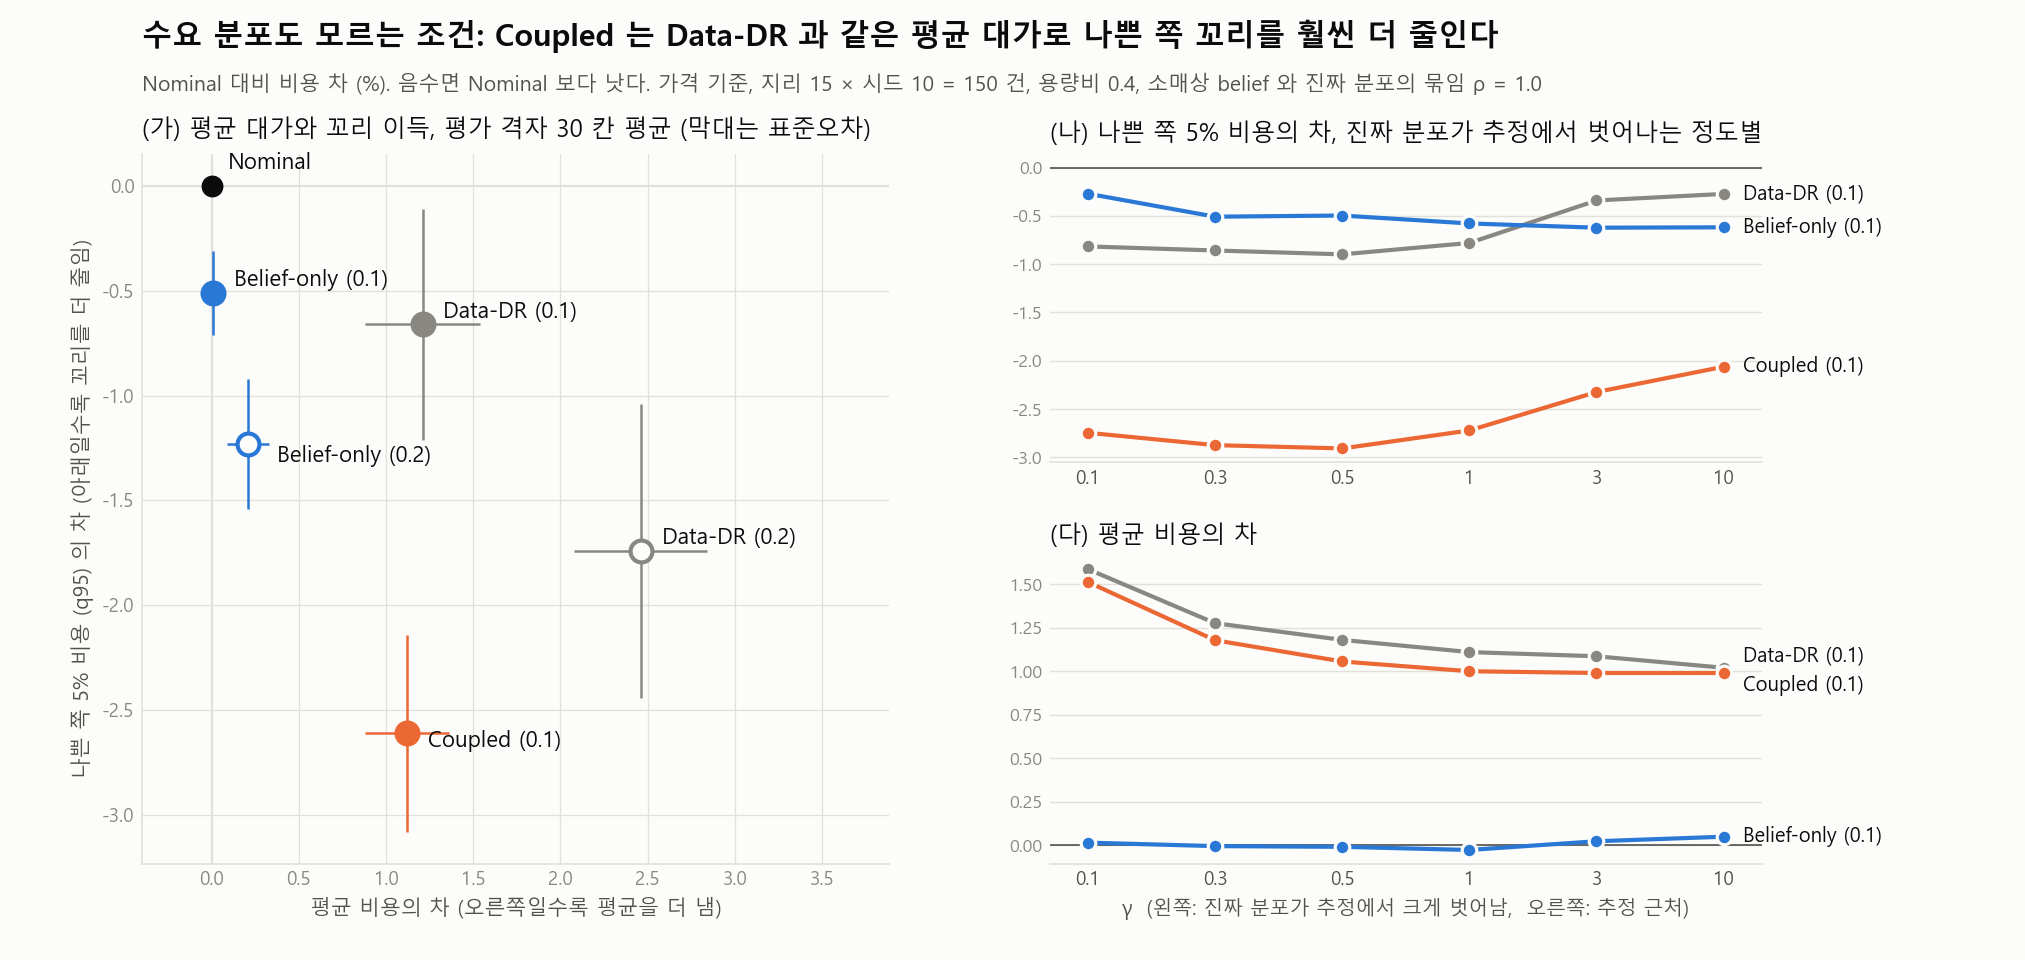 수요 분포도 모르는 조건: Coupled 는 Data-DR 과 같은 평균 대가로 나쁜 쪽 꼬리를 훨씬 더 줄인다
Nominal 대비 비용 차 (%). 음수면 Nominal 보다 낫다. 가격 기준, 지리 15 × 시드 10 = 150 건, 용량비 0.4, 소매상 belief 와 진짜 분포의 묶임 ρ = 1.0
(가) 평균 대가와 꼬리 이득, 평가 격자 30 칸 평균 (막대는 표준오차)
나쁜 쪽 5% 비용 (q95) 의 차 (아래일수록 꼬리를 더 줄임)
0.0
-0.5
-1.0
-1.5
-2.0
-2.5
-3.0
Nominal
Belief-only (0.1)
Data-DR (0.1)
Belief-only (0.2)
Data-DR (0.2)
Coupled (0.1)
0.0 0.5 1.0 1.5 2.0 2.5 3.0 3.5
평균 비용의 차 (오른쪽일수록 평균을 더 냄)
(나) 나쁜 쪽 5% 비용의 차, 진짜 분포가 추정에서 벗어나는 정도별
0.0
-0.5
-1.0
-1.5
-2.0
-2.5
-3.0
Data-DR (0.1)
Belief-only (0.1)
Coupled (0.1)
0.1 0.3 0.5 1 3 10
(다) 평균 비용의 차
1.50
1.25
1.00
0.75
0.50
0.25
0.00
Data-DR (0.1)
Coupled (0.1)
Belief-only (0.1)
0.1 0.3 0.5 1 3 10
γ (왼쪽: 진짜 분포가 추정에서 크게 벗어남, 오른쪽: 추정 근처)